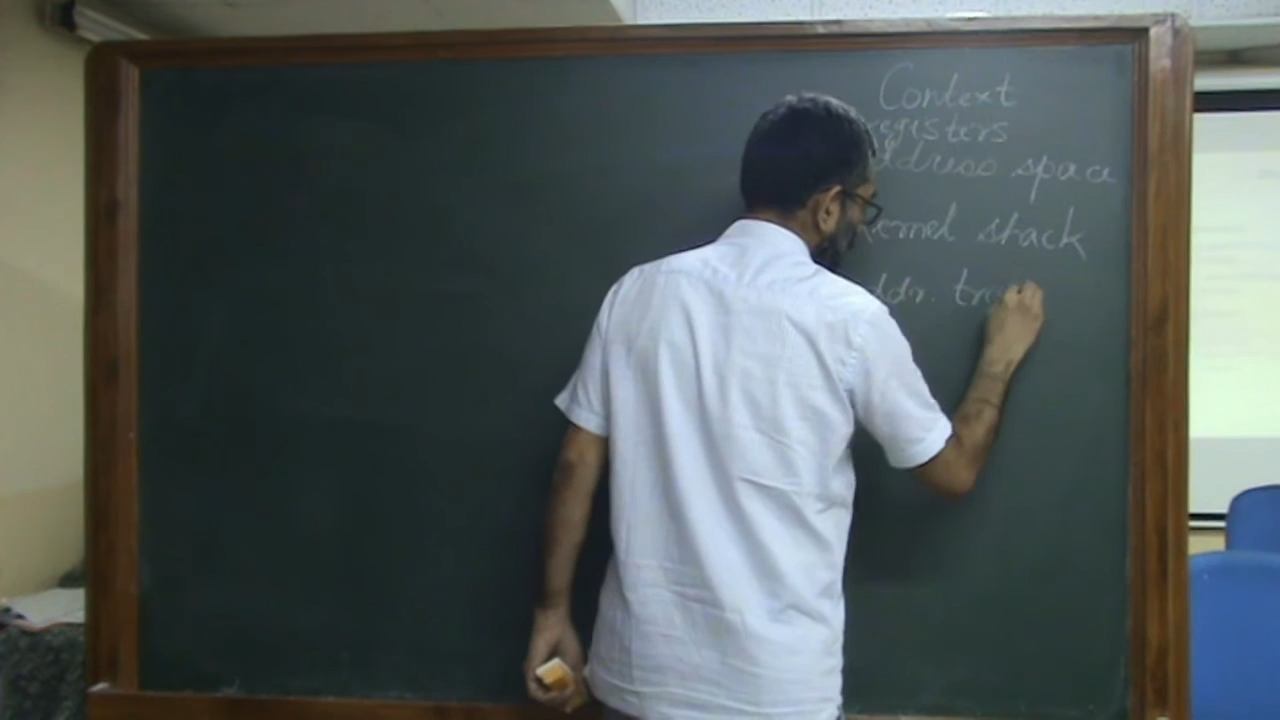 Context
registers
address space
kernel stack
addr. tra